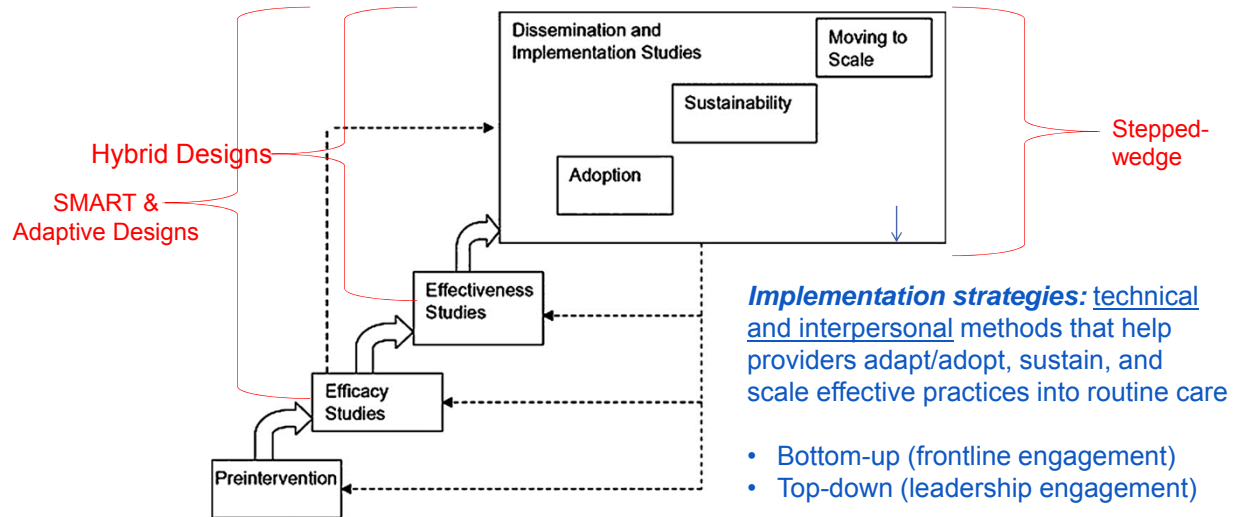 Dissemination and
Implementation Studies
Moving to
Scale
Sustainability
Adoption
Hybrid Designs
SMART &
Adaptive Designs
Stepped-
wedge
Effectiveness
Studies
Efficacy
Studies
Preintervention
Implementation strategies: technical
and interpersonal methods that help
providers adapt/adopt, sustain, and
scale effective practices into routine care
• Bottom-up (frontline engagement)
• Top-down (leadership engagement)